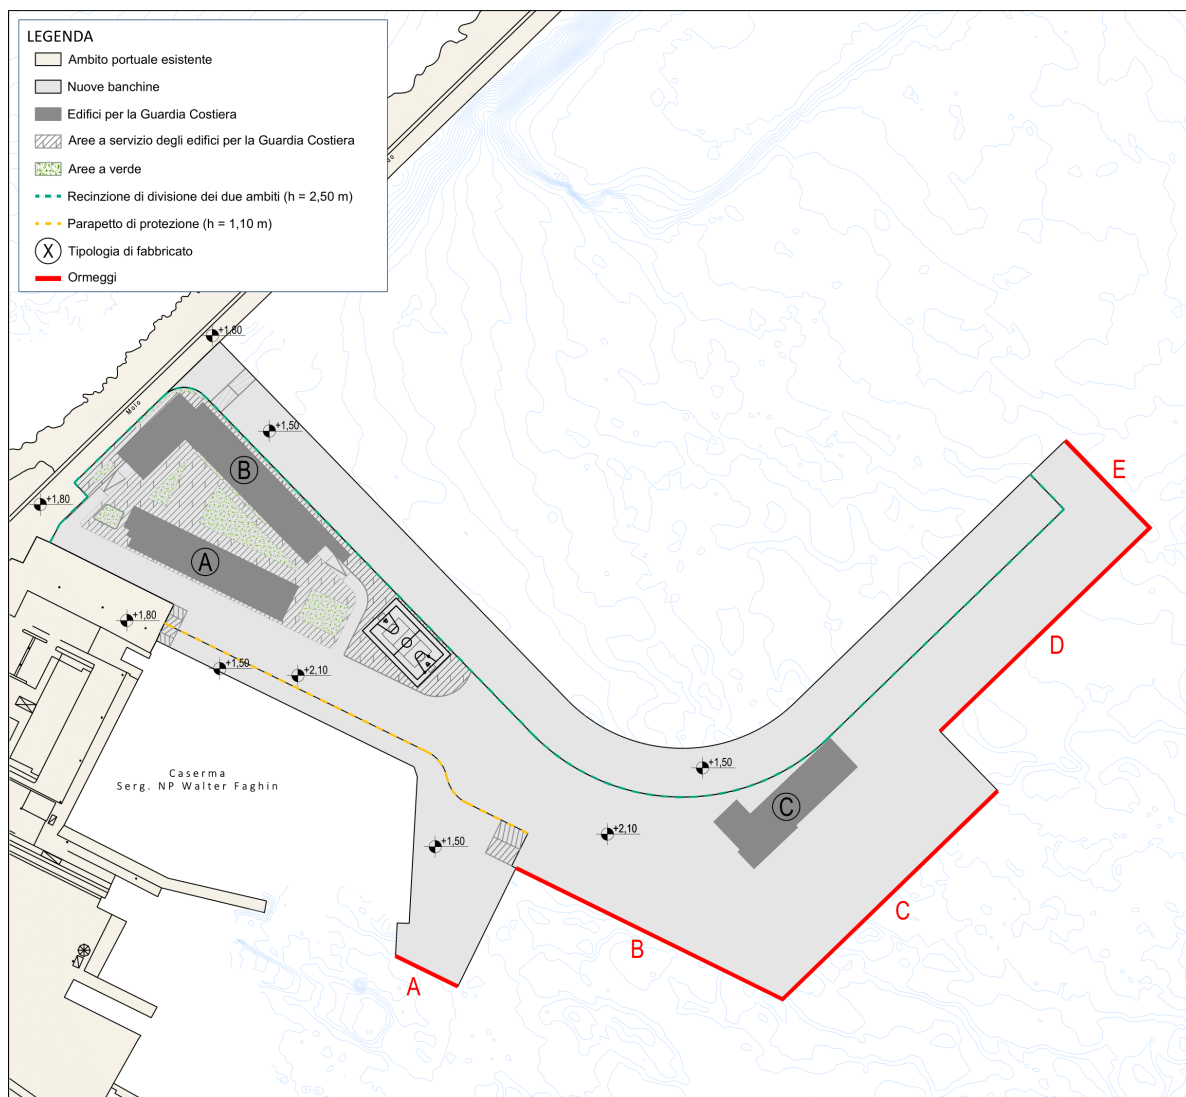 LEGENDA
Ambito portuale esistente
Nuove banchine
Edifici per la Guardia Costiera
Aree a servizio degli edifici per la Guardia Costiera
Aree a verde
Recinzione di divisione dei due ambiti (h = 2,50 m)
Parapetto di protezione (h = 1,10 m)
X Tipologia di fabbricato
Ormeggi
+1,80
Molo
+1,50
B
+1,80
A
+1,80
+1,50
+2,10
Caserma
Serg. NP Walter Faghin
+1,50
+1,50
+2,10
C
E
D
C
B
A